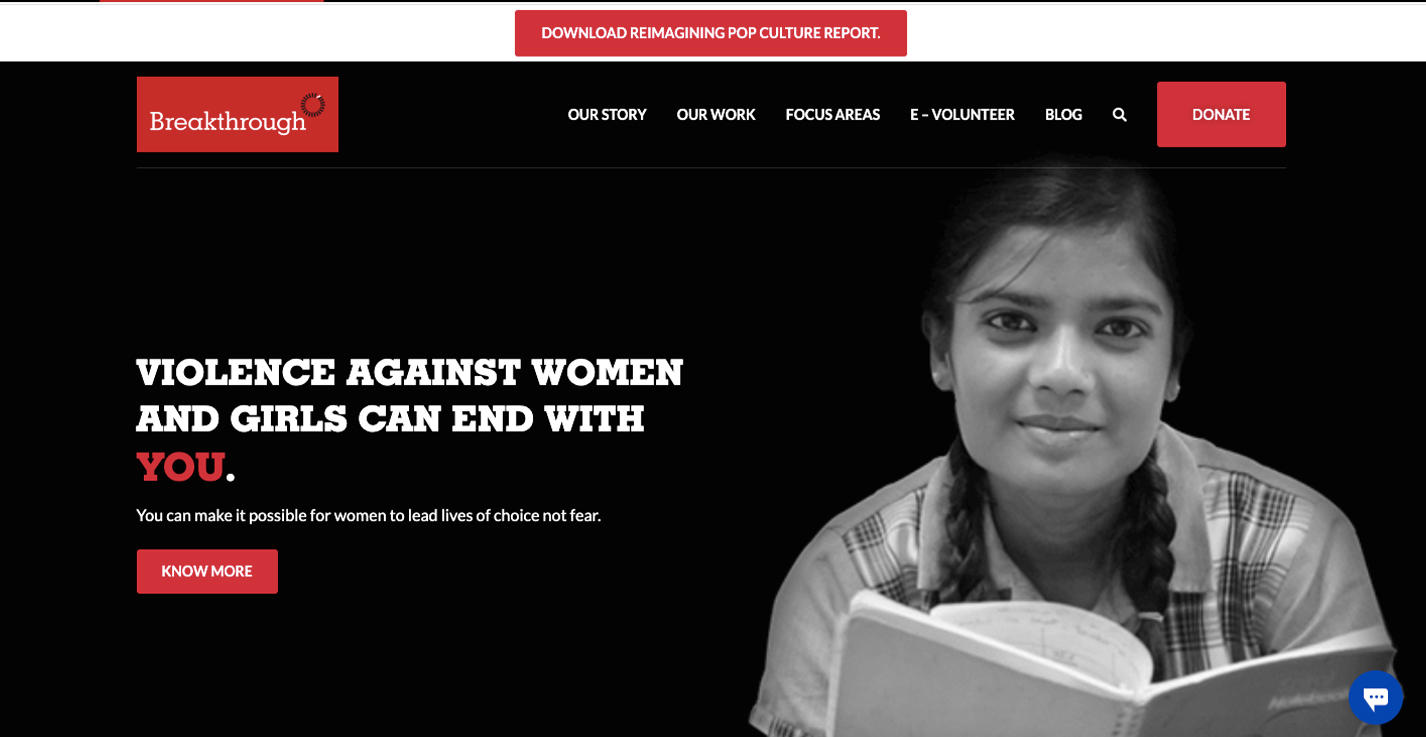 DOWNLOAD REIMAGINING POP CULTURE REPORT.
Breakthrough
OUR STORY
OUR WORK
FOCUS AREAS
E – VOLUNTEER
BLOG
DONATE
VIOLENCE AGAINST WOMEN
AND GIRLS CAN END WITH
YOU.
You can make it possible for women to lead lives of choice not fear.
KNOW MORE